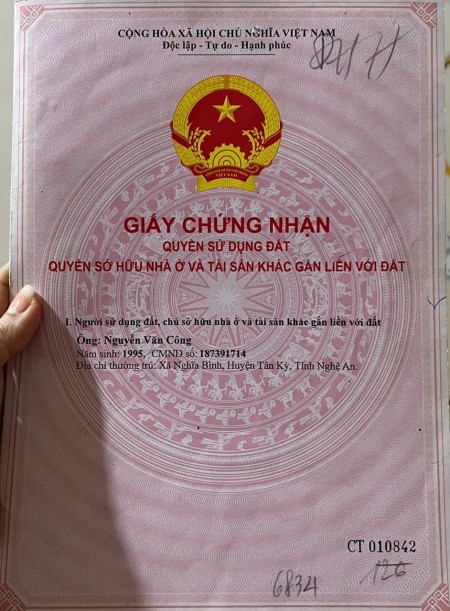 CỘNG HÒA XÃ HỘI CHỦ NGHĨA VIỆT NAM
Độc lập - Tự do - Hạnh phúc
VIỆT NAM
GIẤY CHỨNG NHẬN
QUYỀN SỬ DỤNG ĐẤT
QUYỀN SỞ HỮU NHÀ Ở VÀ TÀI SẢN KHÁC GẮN LIỀN VỚI ĐẤT
I. Người sử dụng đất, chủ sở hữu nhà ở và tài sản khác gắn liền với đất
Ông: Nguyễn Văn Công
Năm sinh: 1995, CMND số: 187391714
Địa chỉ thường trú: Xã Nghĩa Bình, Huyện Tân Kỳ, Tỉnh Nghệ An.
CT 010842
6834
126